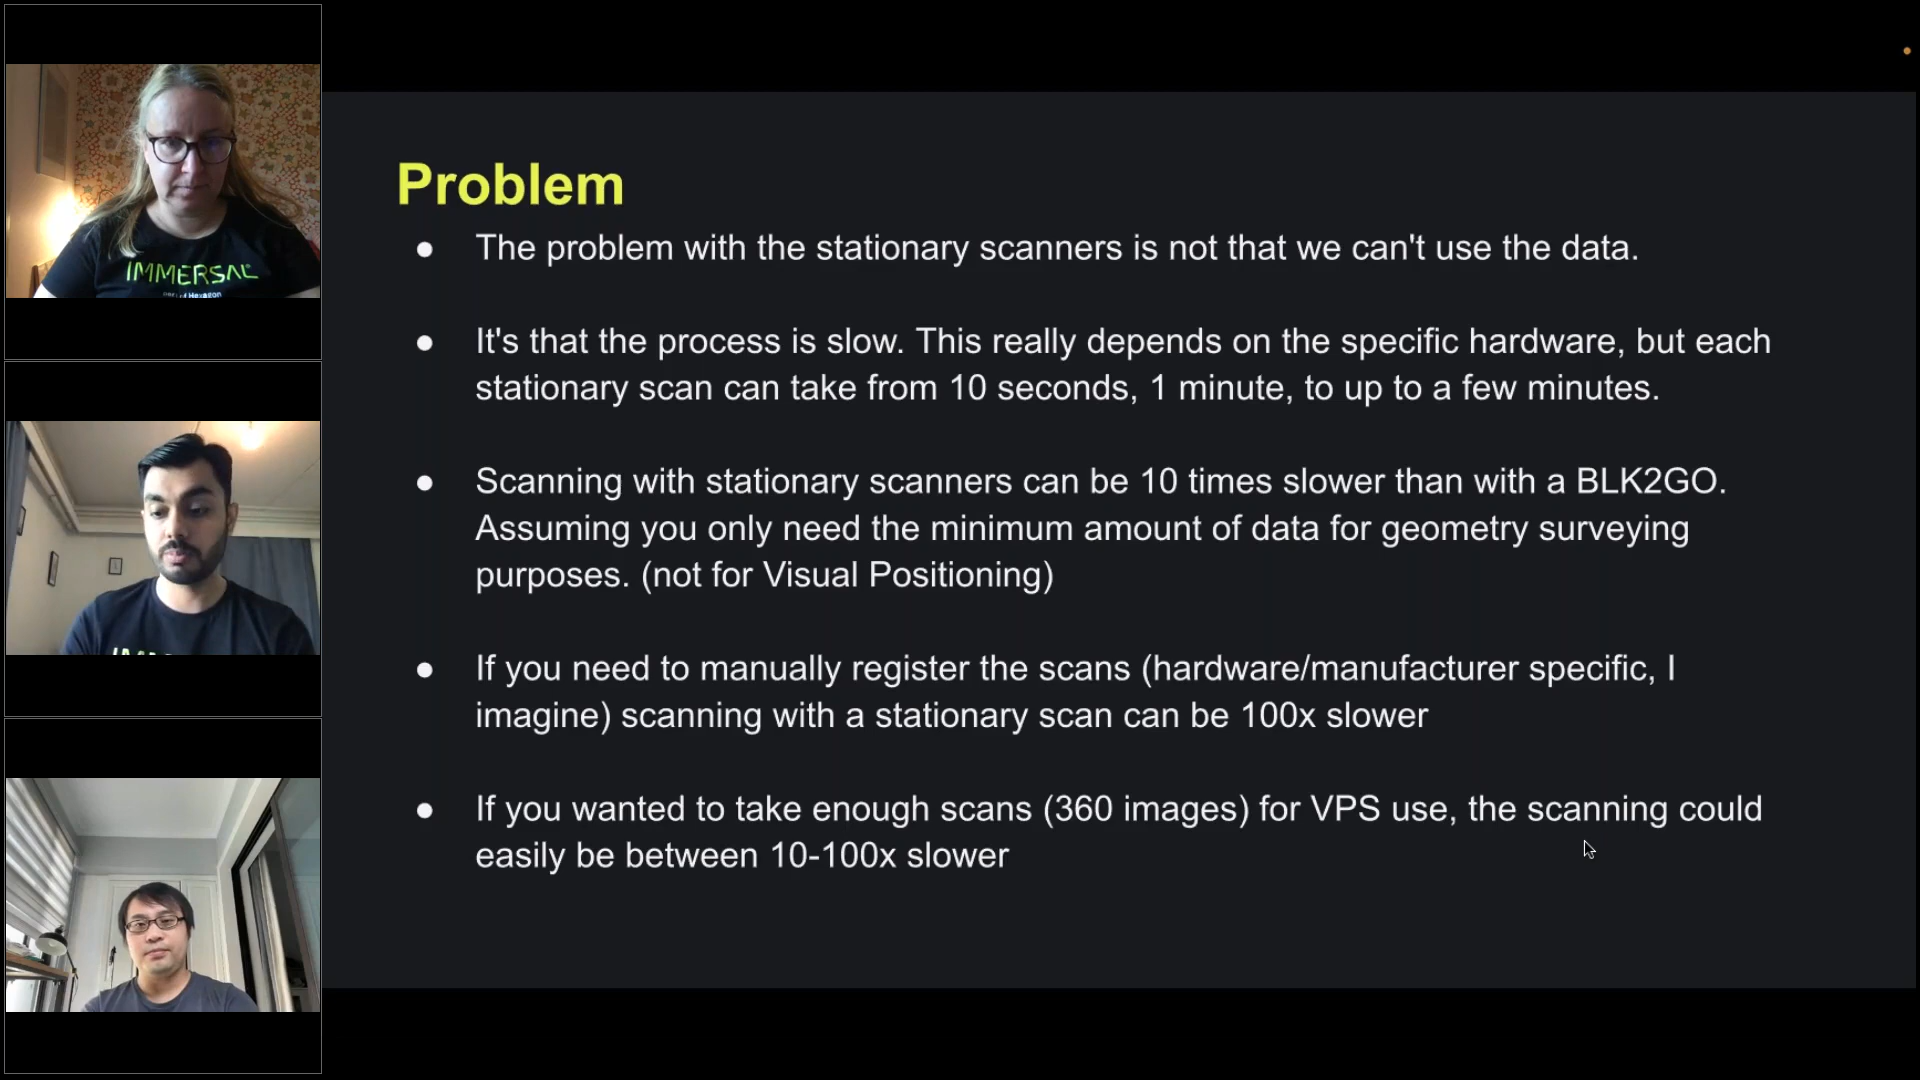 IMMERSAL
part of Hexagon
Problem
● The problem with the stationary scanners is not that we can't use the data.
● It's that the process is slow. This really depends on the specific hardware, but each
stationary scan can take from 10 seconds, 1 minute, to up to a few minutes.
● Scanning with stationary scanners can be 10 times slower than with a BLK2GO.
Assuming you only need the minimum amount of data for geometry surveying
purposes. (not for Visual Positioning)
● If you need to manually register the scans (hardware/manufacturer specific, I
imagine) scanning with a stationary scan can be 100x slower
● If you wanted to take enough scans (360 images) for VPS use, the scanning could
easily be between 10-100x slower